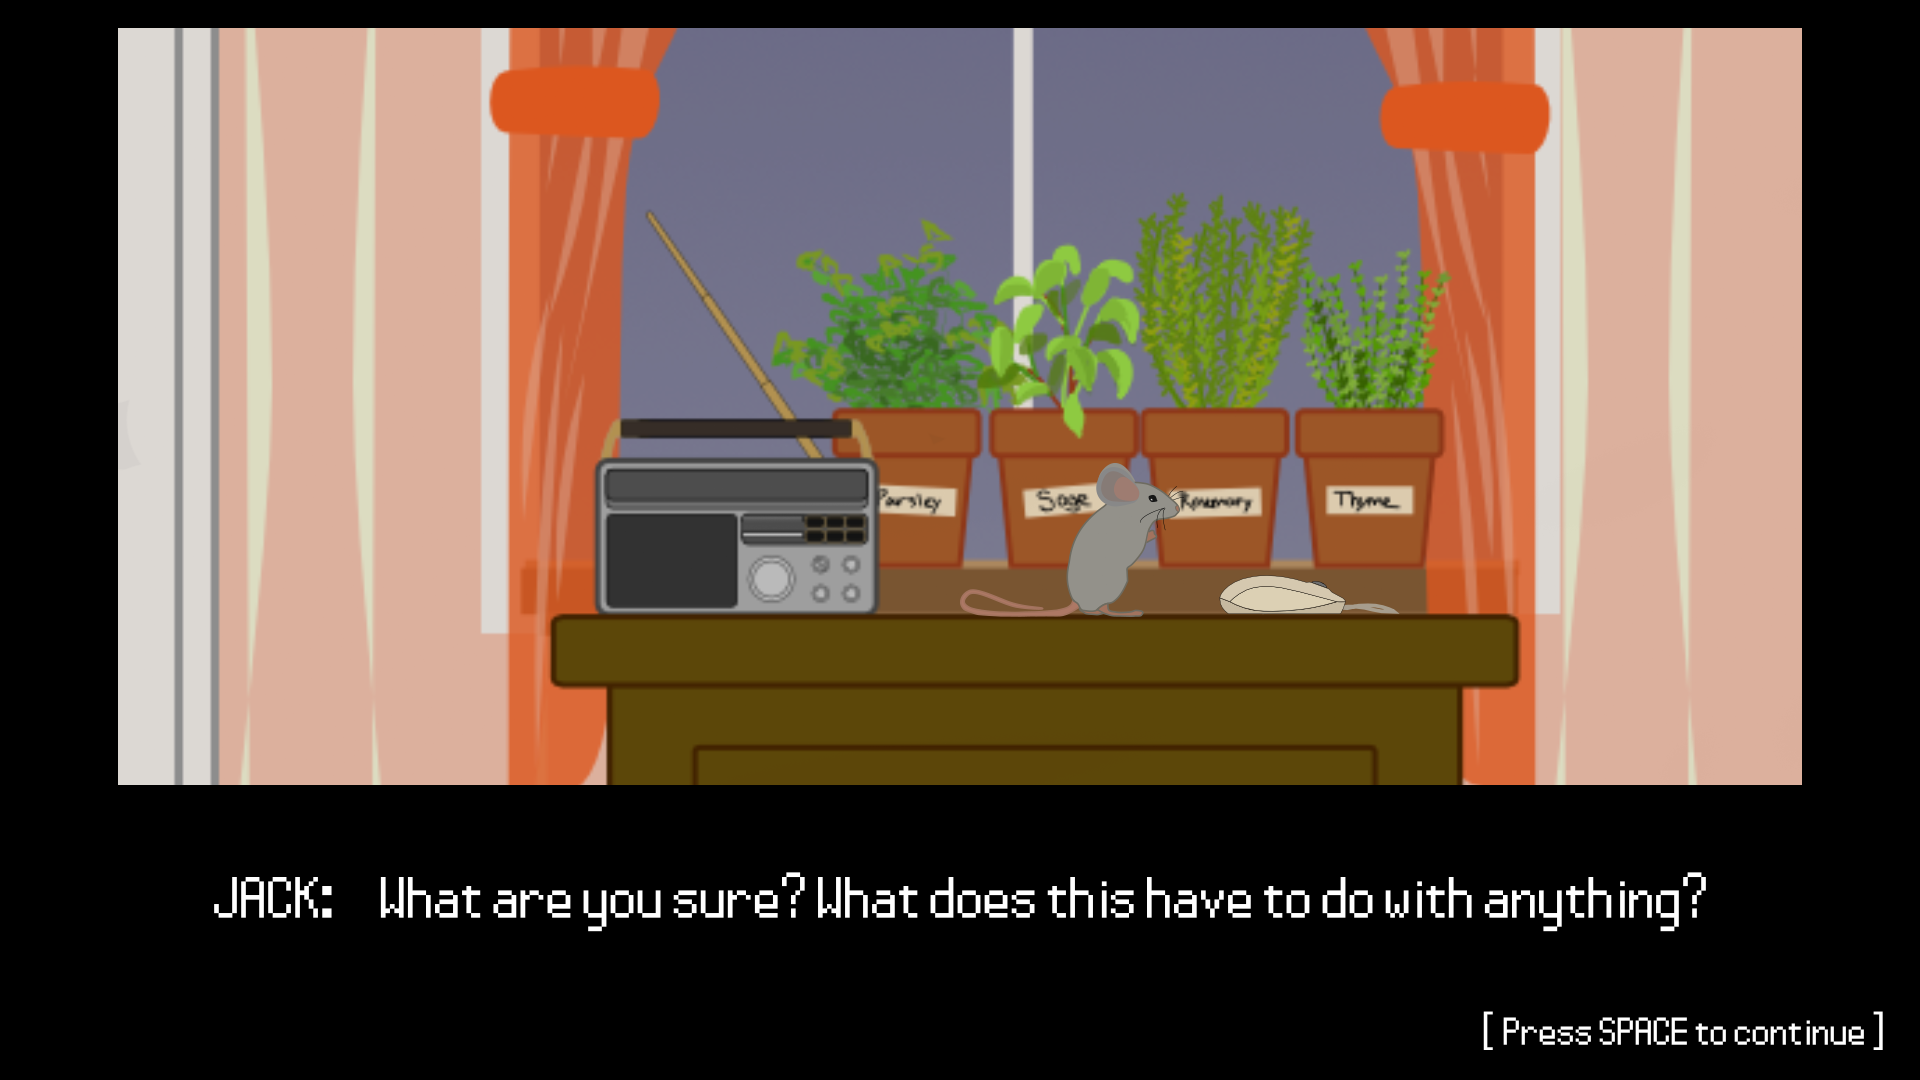 Parsley
Sage
Rosemary
Thyme
JACK: What are you sure? What does this have to do with anything?
[ Press SPACE to continue ]